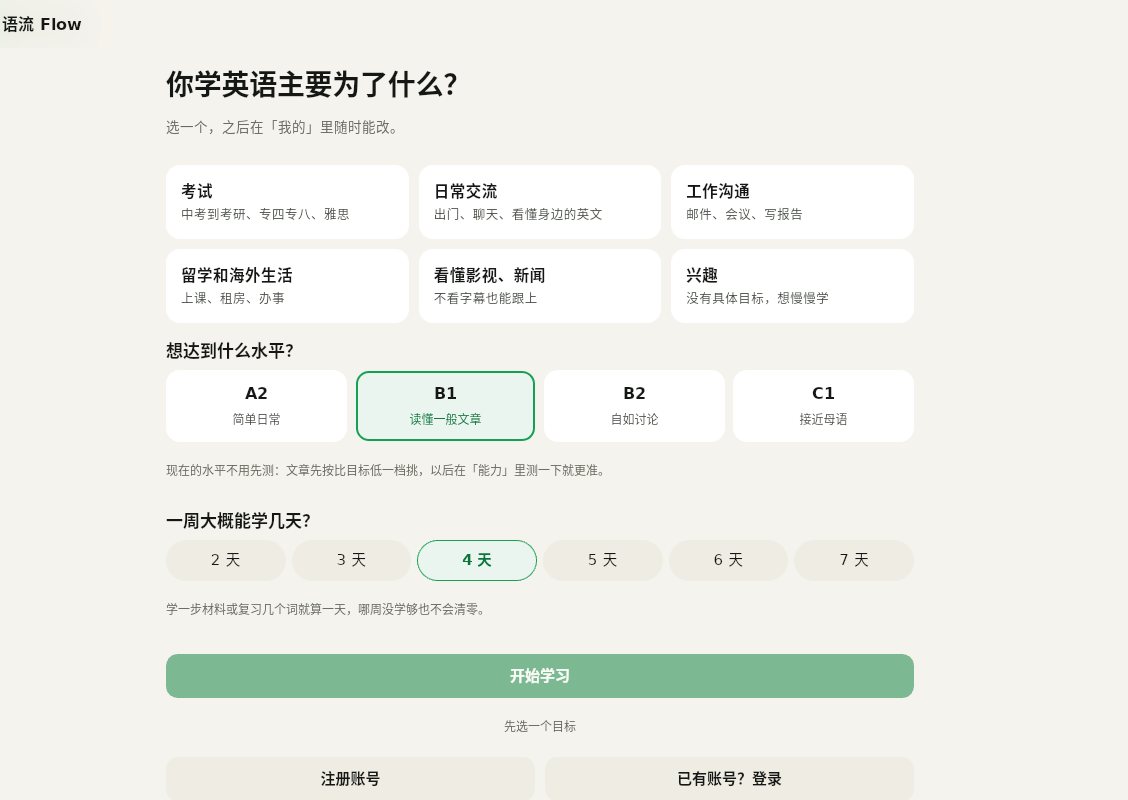 语流 Flow
你学英语主要为了什么？
选一个，之后在「我的」里随时能改。
考试
中考到考研、专四专八、雅思
日常交流
出门、聊天、看懂身边的英文
工作沟通
邮件、会议、写报告
留学和海外生活
上课、租房、办事
看懂影视、新闻
不看字幕也能跟上
兴趣
没有具体目标，想慢慢学
想达到什么水平？
A2
简单日常
B1
读懂一般文章
B2
自如讨论
C1
接近母语
现在的水平不用先测：文章先按比目标低一档挑，以后在「能力」里测一下就更准。
一周大概能学几天？
2 天
3 天
4 天
5 天
6 天
7 天
学一步材料或复习几个词就算一天，哪周没学够也不会清零。
开始学习
先选一个目标
注册账号
已有账号？登录